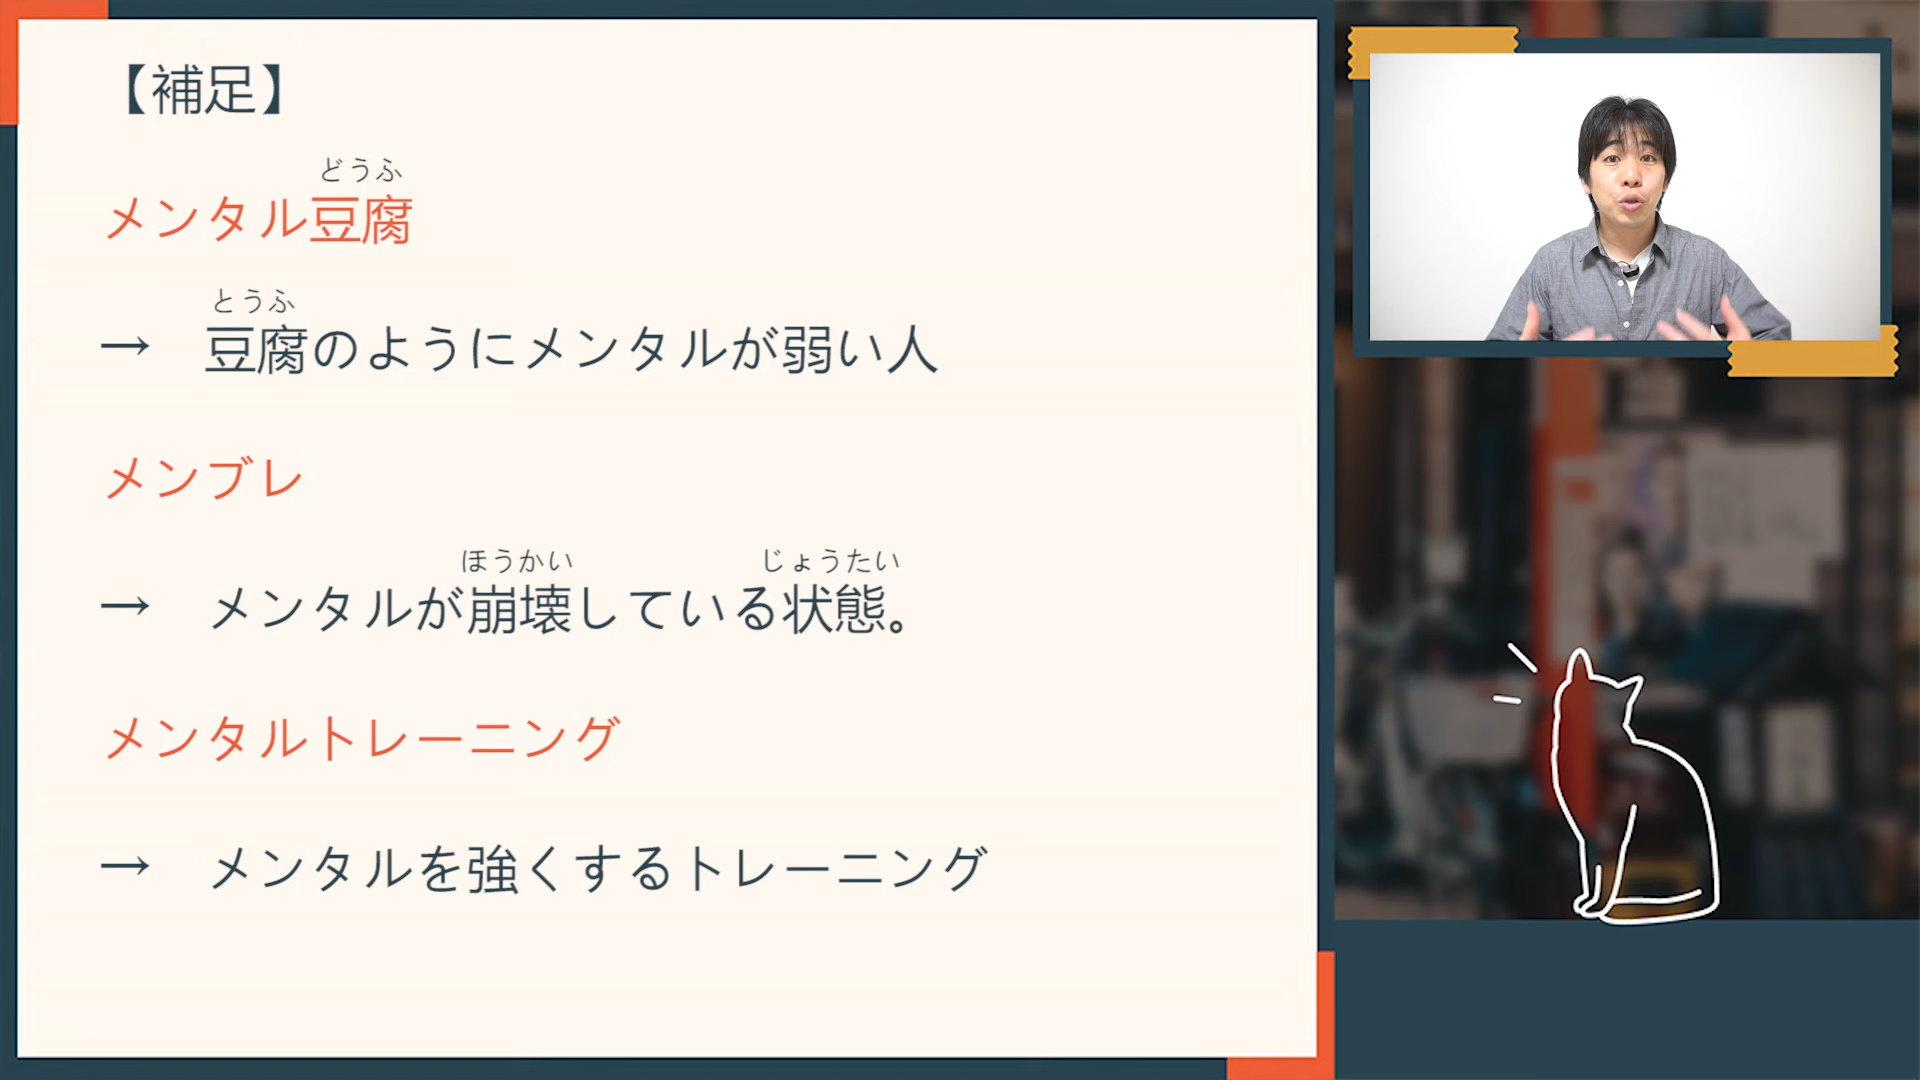 【補足】
どうふ
メンタル豆腐
とうふ
→ 豆腐のようにメンタルが弱い人
メンブレ
ほうかい じょうたい
→ メンタルが崩壊している状態。
メンタルトレーニング
→ メンタルを強くするトレーニング